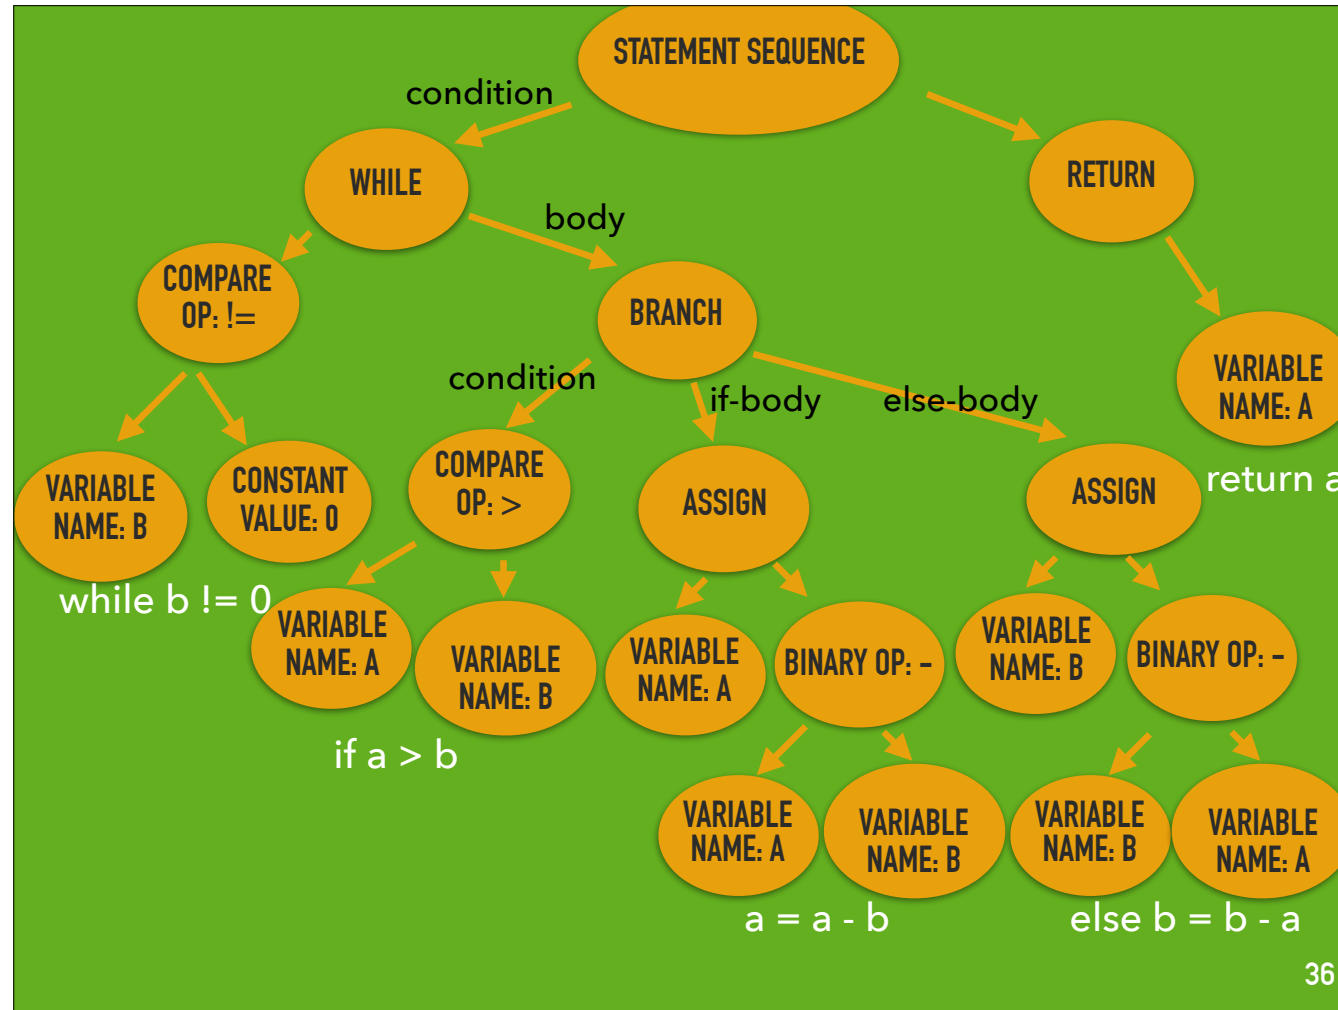 STATEMENT SEQUENCE
condition
WHILE
RETURN
body
COMPARE
OP: !=
BRANCH
VARIABLE
NAME: A
condition
if-body
else-body
return a
VARIABLE
NAME: B
CONSTANT
VALUE: 0
COMPARE
OP: >
ASSIGN
ASSIGN
while b != 0
VARIABLE
NAME: A
VARIABLE
NAME: B
VARIABLE
NAME: A
BINARY OP: -
VARIABLE
NAME: B
BINARY OP: -
if a > b
VARIABLE
NAME: A
VARIABLE
NAME: B
VARIABLE
NAME: B
VARIABLE
NAME: A
a = a - b
else b = b - a
36